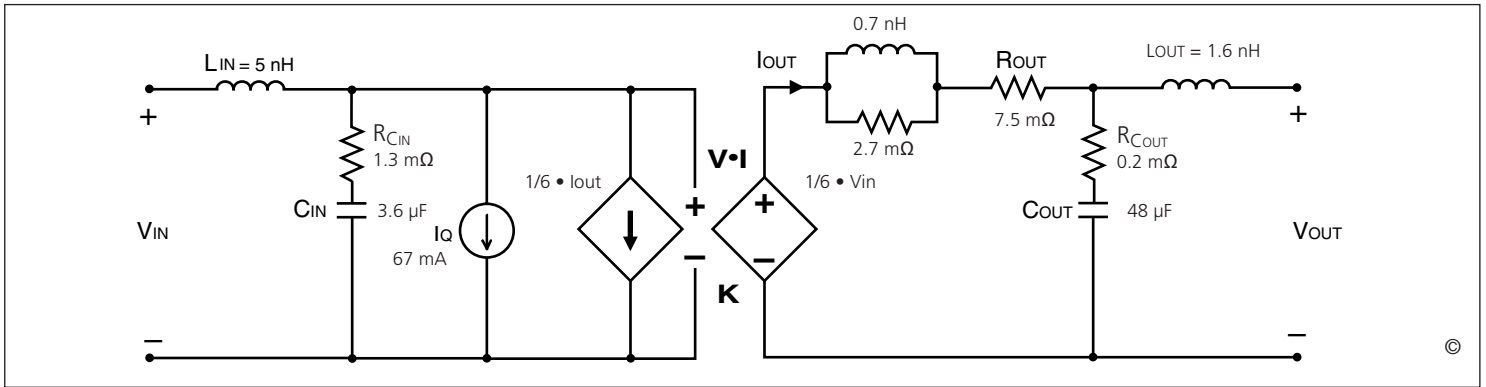 LIN = 5 nH
+
−
VIN
RCIN
1.3 mΩ
CIN
3.6 µF
IQ
67 mA
1/6 • Iout
V•I
+
−
K
1/6 • Vin
+
−
IOUT
0.7 nH
2.7 mΩ
ROUT
7.5 mΩ
RCOUT
0.2 mΩ
COUT
48 µF
LOUT = 1.6 nH
+
−
VOUT
©